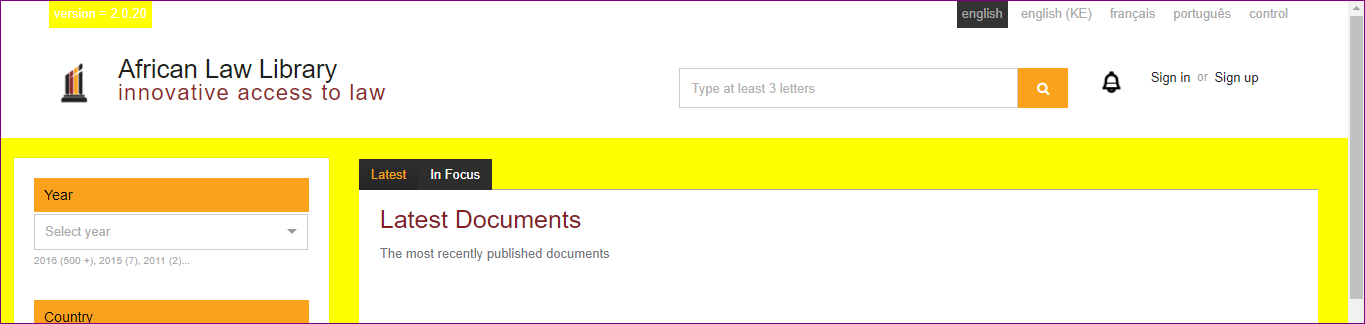 version – 2.0.20
english english (KE) français português control
African Law Library
innovative access to law
Type at least 3 letters
Sign in or Sign up
Latest In Focus
Year
Select year
2016 (500 +), 2015 (7), 2011 (2)...
Country
Latest Documents
The most recently published documents